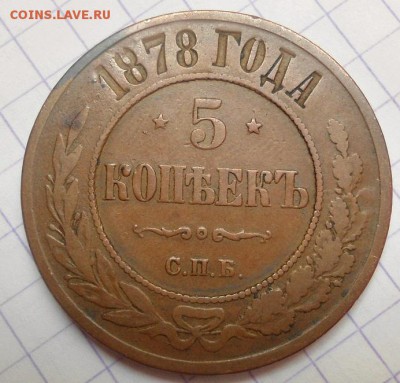 COINS.LAVE.RU
1878 ГОДА
5
КОПѢЕКЪ
С.П.Б.